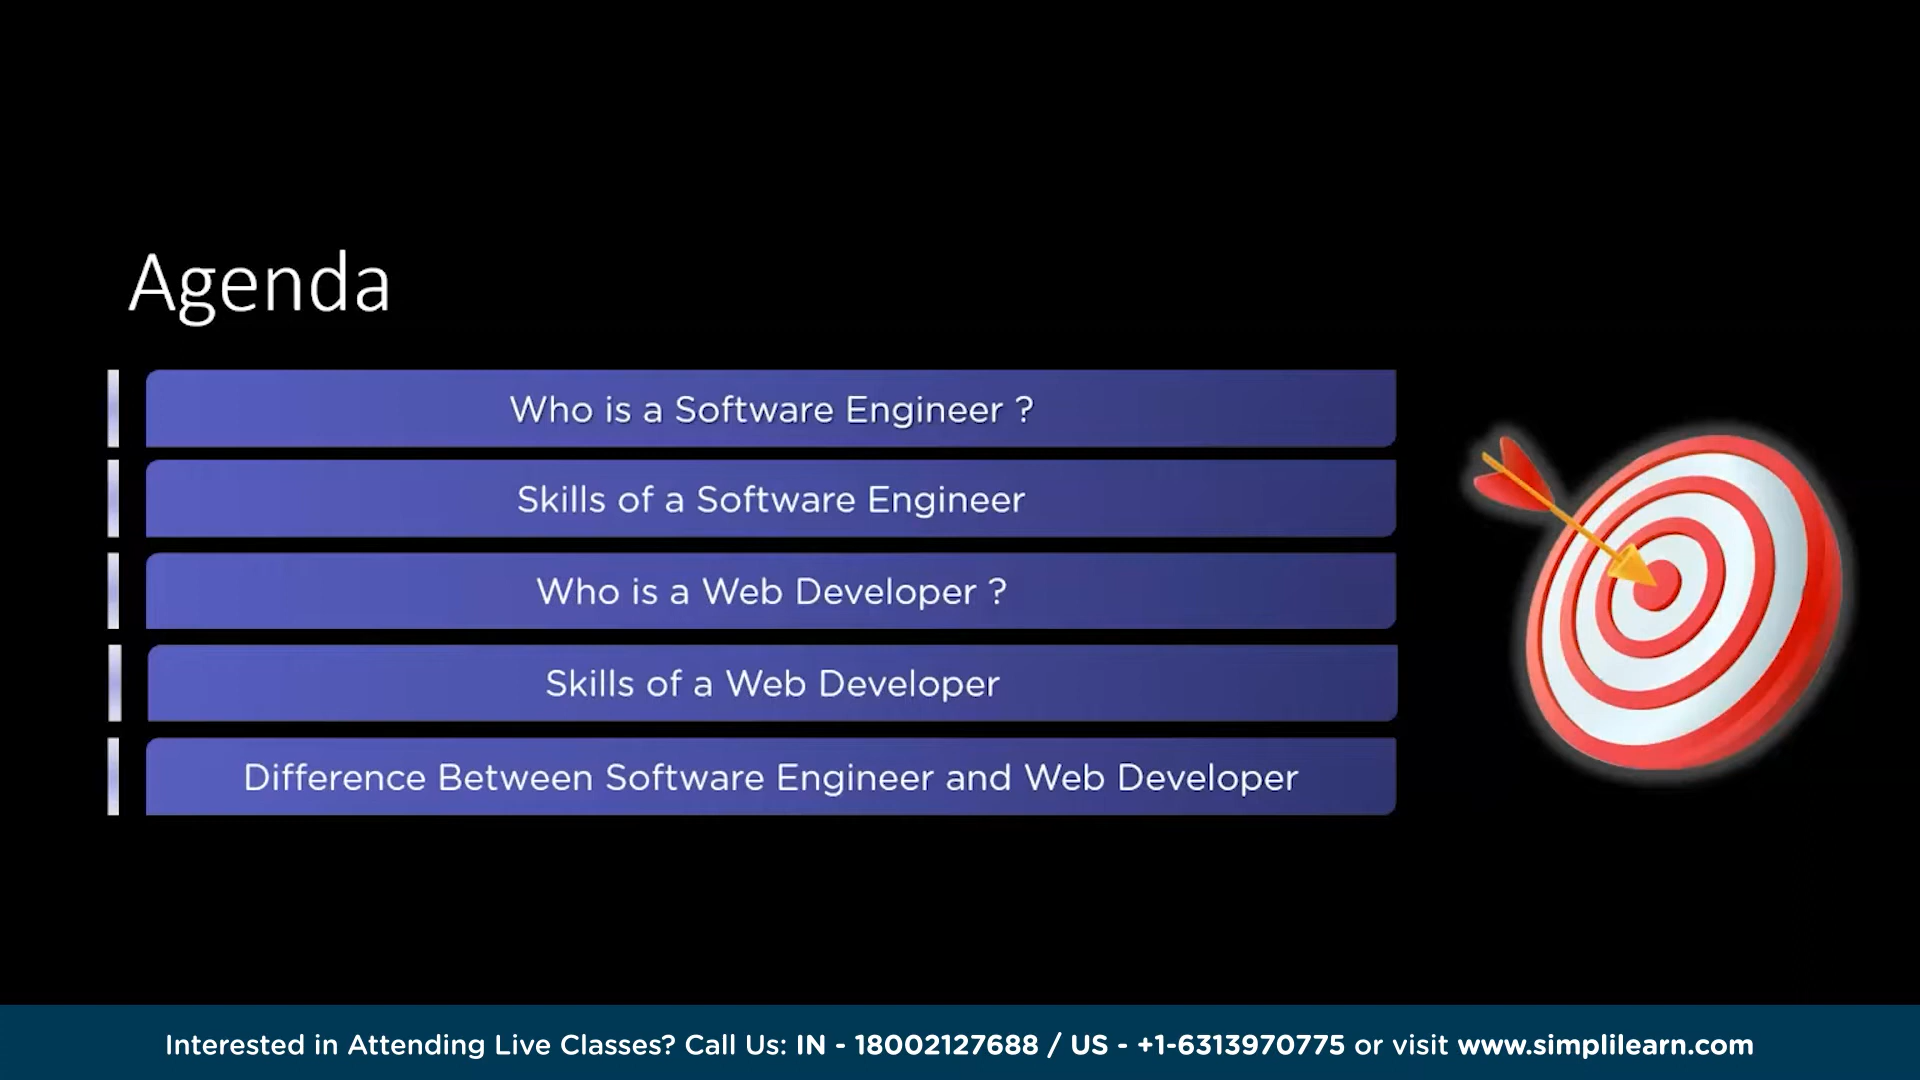 Agenda
Who is a Software Engineer ?
Skills of a Software Engineer
Who is a Web Developer ?
Skills of a Web Developer
Difference Between Software Engineer and Web Developer
Interested in Attending Live Classes? Call Us: IN - 18002127688 / US - +1-6313970775 or visit www.simplilearn.com